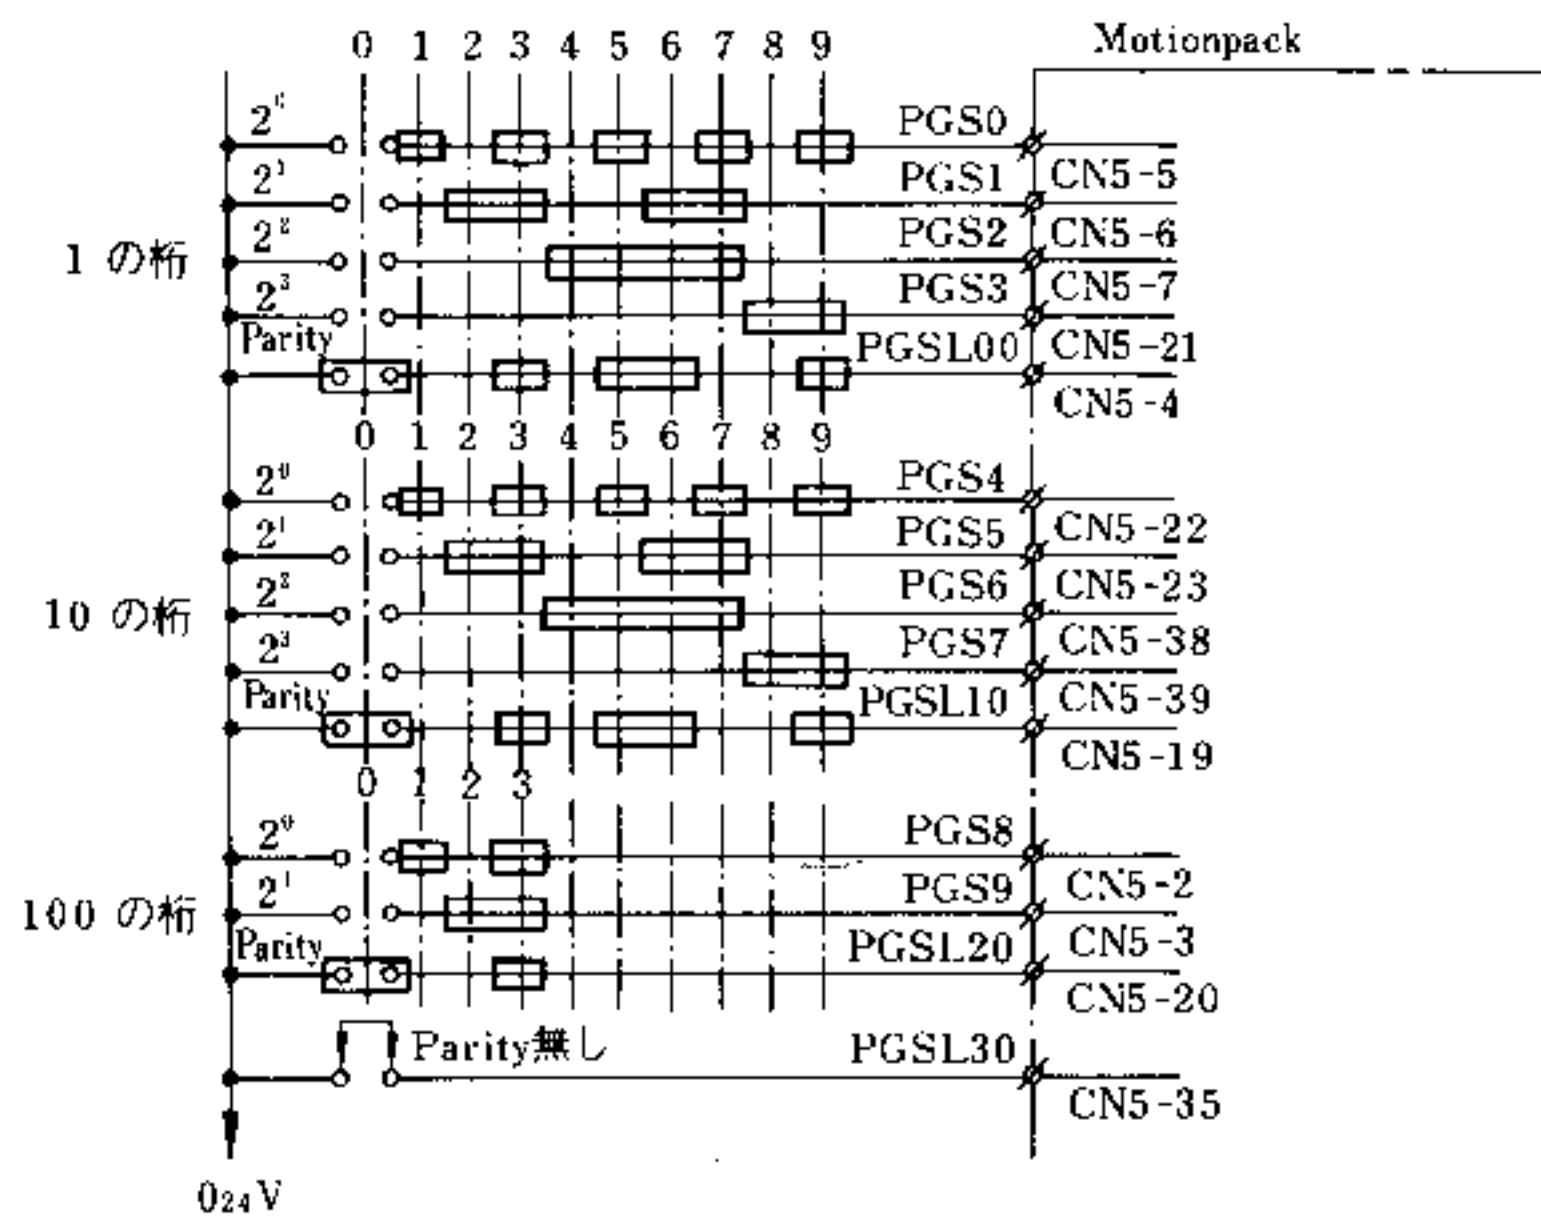 Motionpack
0 1 2 3 4 5 6 7 8 9
2⁰ PGS0
CN5-5
2¹ PGS1
CN5-6
2² PGS2
1 の桁
CN5-7
2³ PGS3
CN5-21
Parity PGSL00
CN5-4
0 1 2 3 4 5 6 7 8 9
2⁰ PGS4
CN5-22
2¹ PGS5
CN5-23
2² PGS6
10 の桁
CN5-38
2³ PGS7
CN5-39
Parity PGSL10
CN5-19
0 1 2 3
2⁰ PGS8
CN5-2
2¹ PGS9
100 の桁
CN5-3
Parity PGSL20
CN5-20
Parity無し PGSL30
CN5-35
0₂₄V